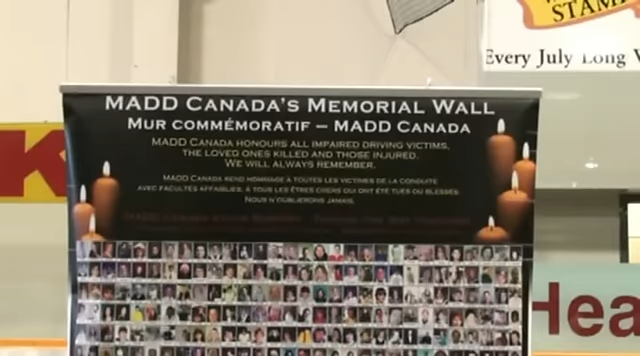 STAM
Every July Long
MADD CANADA'S MEMORIAL WALL
MUR COMMÉMORATIF – MADD CANADA
MADD CANADA HONOURS ALL IMPAIRED DRIVING VICTIMS,
THE LOVED ONES KILLED AND THOSE INJURED.
WE WILL ALWAYS REMEMBER.
MADD CANADA REND HOMMAGE À TOUTES LES VICTIMES DE LA CONDUITE
AVEC FACULTÉS AFFAIBLIES, À TOUS LES ÊTRES CHERS QUI ONT ÉTÉ TUÉS OU BLESSÉS.
NOUS N'OUBLIERONS JAMAIS.
K
Hea